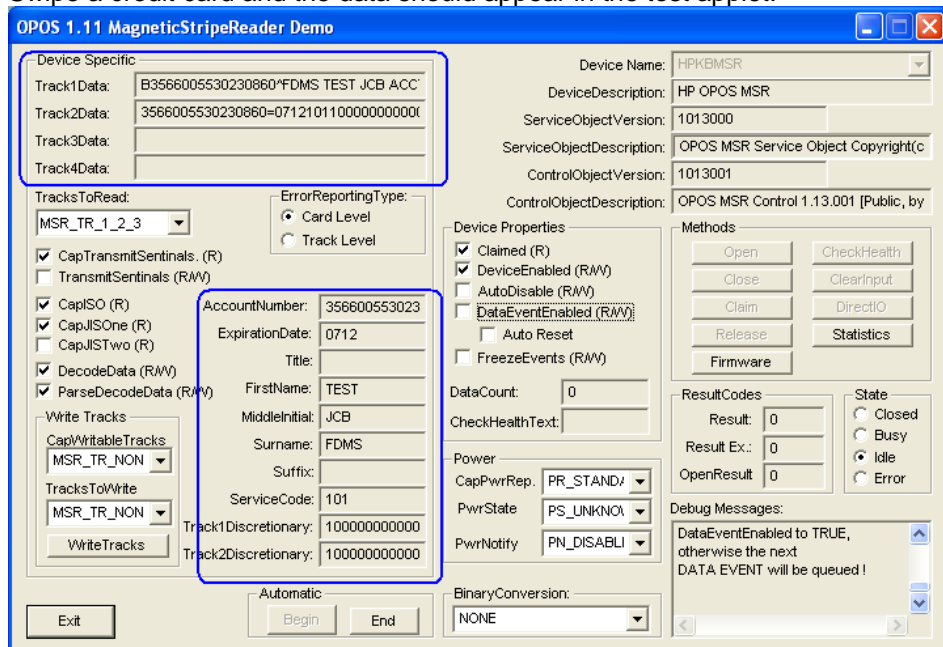 Swipe a credit card and the data should appear in the test applet.
OPOS 1.11 MagneticStripeReader Demo
Device Specific
Track1Data: B3566005530230860^FDMS TEST JCB ACC
Track2Data: 3566005530230860=071210110000000000
Track3Data:
Track4Data:
TracksToRead:
MSR_TR_1_2_3
ErrorReportingType:
Card Level
Track Level
CapTransmitSentinals. (R)
TransmitSentinals (R/W)
CapISO (R)
CapJISOne (R)
CapJISTwo (R)
DecodeData (R/W)
ParseDecodeData (R/W)
Write Tracks
CapWritableTracks
MSR_TR_NON
TracksToWrite
MSR_TR_NON
WriteTracks
AccountNumber: 356600553023
ExpirationDate: 0712
Title:
FirstName: TEST
MiddleInitial: JCB
Surname: FDMS
Suffix:
ServiceCode: 101
Track1Discretionary: 100000000000
Track2Discretionary: 100000000000
Exit
Automatic
Begin
End
Device Name: HPKBMSR
DeviceDescription: HP OPOS MSR
ServiceObjectVersion: 1013000
ServiceObjectDescription: OPOS MSR Service Object Copyright(c
ControlObjectVersion: 1013001
ControlObjectDescription: OPOS MSR Control 1.13.001 [Public, by
Device Properties
Claimed (R)
DeviceEnabled (R/W)
AutoDisable (R/W)
DataEventEnabled (R/W)
Auto Reset
FreezeEvents (R/W)
DataCount: 0
CheckHealthText:
Power
CapPwrRep. PR_STANDA
PwrState PS_UNKNO
PwrNotify PN_DISABLI
BinaryConversion:
NONE
Methods
Open
CheckHealth
Close
ClearInput
Claim
DirectIO
Release
Statistics
Firmware
ResultCodes
Result: 0
Result Ex.: 0
OpenResult 0
State
Closed
Busy
Idle
Error
Debug Messages:
DataEventEnabled to TRUE,
otherwise the next
DATA EVENT will be queued !